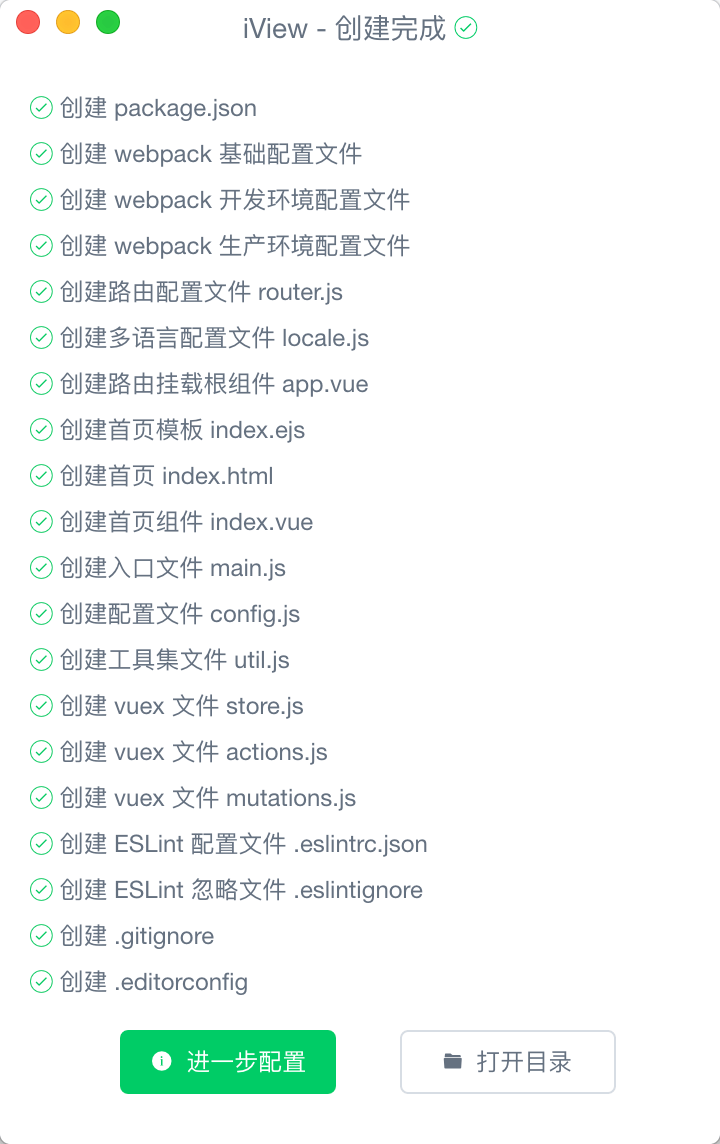 iView - 创建完成
创建 package.json
创建 webpack 基础配置文件
创建 webpack 开发环境配置文件
创建 webpack 生产环境配置文件
创建路由配置文件 router.js
创建多语言配置文件 locale.js
创建路由挂载根组件 app.vue
创建首页模板 index.ejs
创建首页 index.html
创建首页组件 index.vue
创建入口文件 main.js
创建配置文件 config.js
创建工具集文件 util.js
创建 vuex 文件 store.js
创建 vuex 文件 actions.js
创建 vuex 文件 mutations.js
创建 ESLint 配置文件 .eslintrc.json
创建 ESLint 忽略文件 .eslintignore
创建 .gitignore
创建 .editorconfig
进一步配置 打开目录